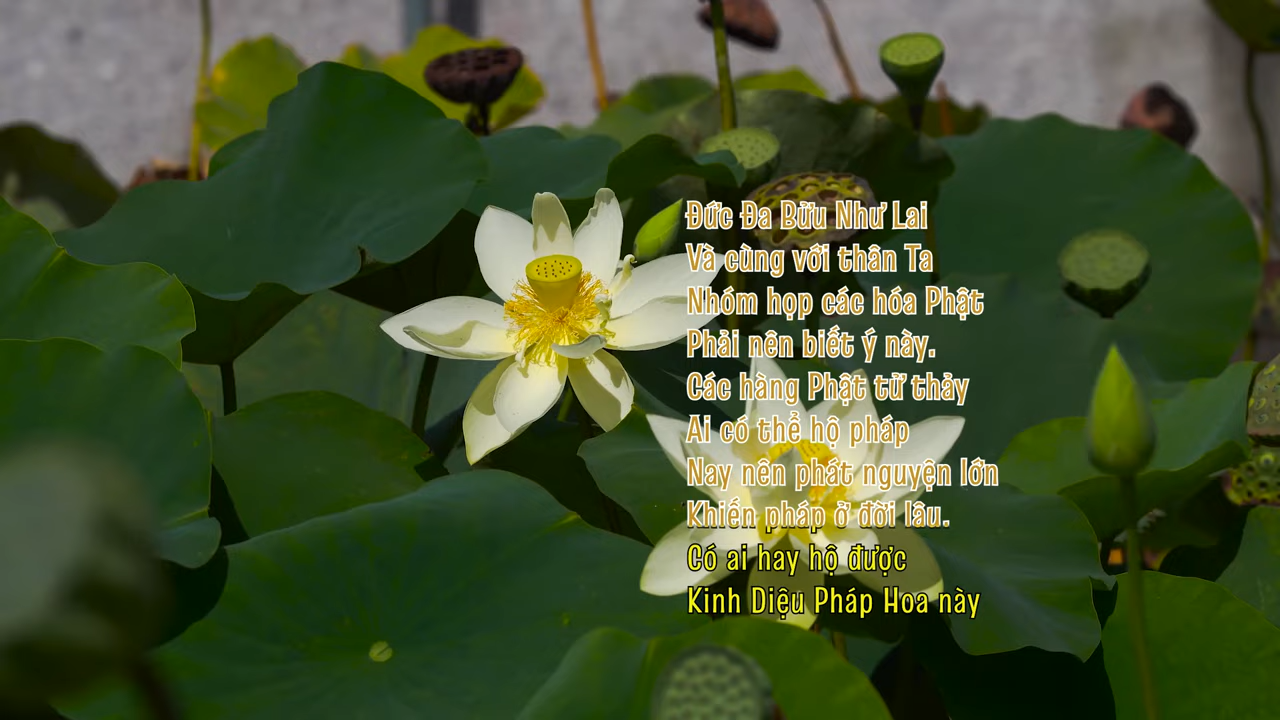 Đức Đa Bữu Như Lai
Và cùng với thân Ta
Nhóm họp các hóa Phật
Phải nên biết ý này.
Các hàng Phật tử thảy
Ai có thể hộ pháp
Nay nên phát nguyện lớn
Khiến pháp ở đời lâu.
Có ai hay hộ được
Kinh Diệu Pháp Hoa này